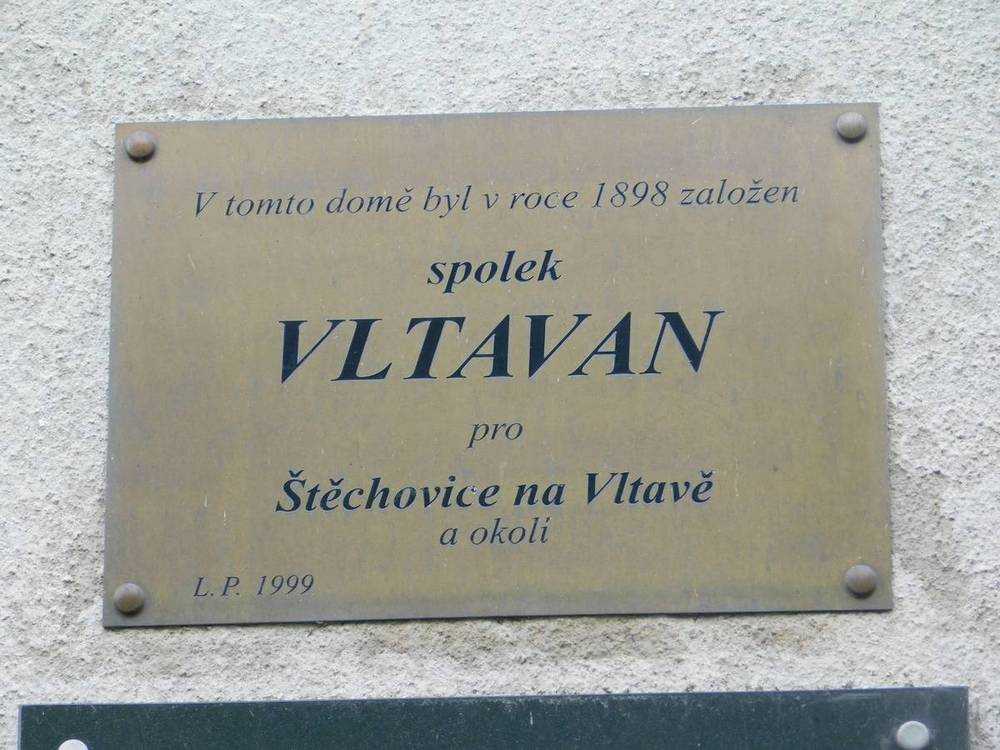 V tomto domě byl v roce 1898 založen
spolek
VLTAVAN
pro
Štěchovice na Vltavě
a okolí
L. P. 1999